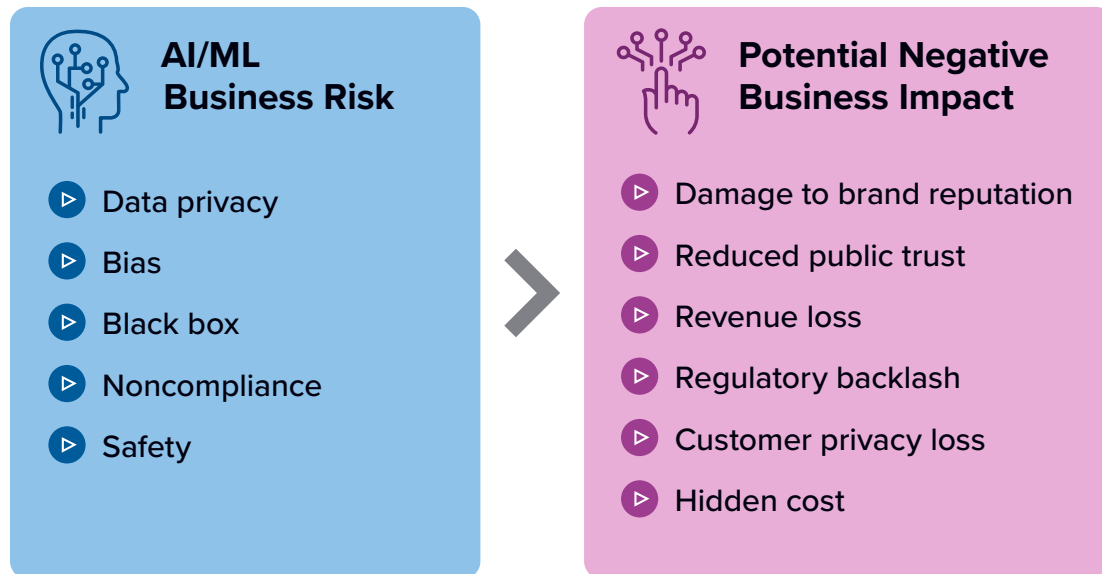 AI/ML
Business Risk
Data privacy
Bias
Black box
Noncompliance
Safety
Potential Negative
Business Impact
Damage to brand reputation
Reduced public trust
Revenue loss
Regulatory backlash
Customer privacy loss
Hidden cost